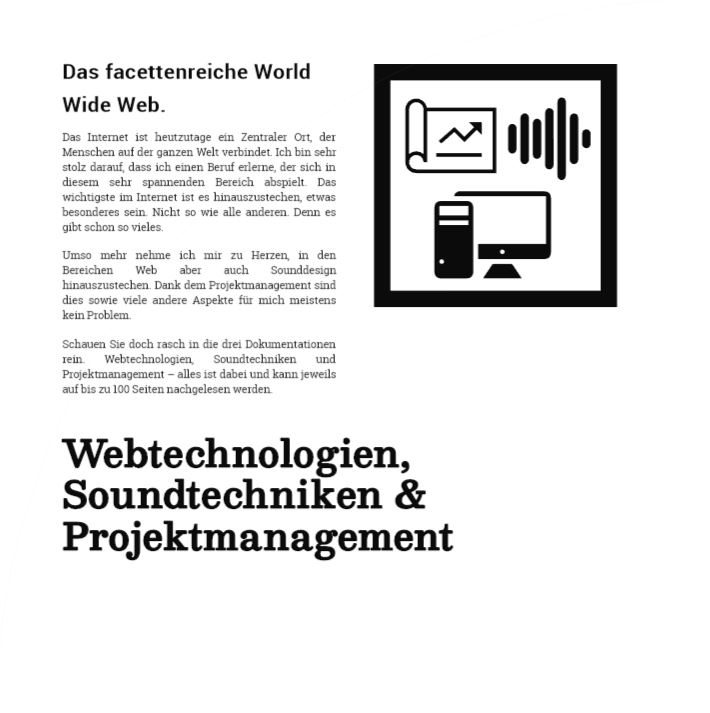 Das facettenreiche World
Wide Web.
Das Internet ist heutzutage ein Zentraler Ort, der
Menschen auf der ganzen Welt verbindet. Ich bin sehr
stolz darauf, dass ich einen Beruf erlerne, der sich in
diesem sehr spannenden Bereich abspielt. Das
wichtigste im Internet ist es hinauszustechen, etwas
besonderes sein. Nicht so wie alle anderen. Denn es
gibt schon so vieles.
Umso mehr nehme ich mir zu Herzen, in den
Bereichen Web aber auch Sounddesign
hinauszustechen. Dank dem Projektmanagement sind
dies sowie viele andere Aspekte für mich meistens
kein Problem.
Schauen Sie doch rasch in die drei Dokumentationen
rein. Webtechnologien, Soundtechniken und
Projektmanagement – alles ist dabei und kann jeweils
auf bis zu 100 Seiten nachgelesen werden.
Webtechnologien,
Soundtechniken &
Projektmanagement